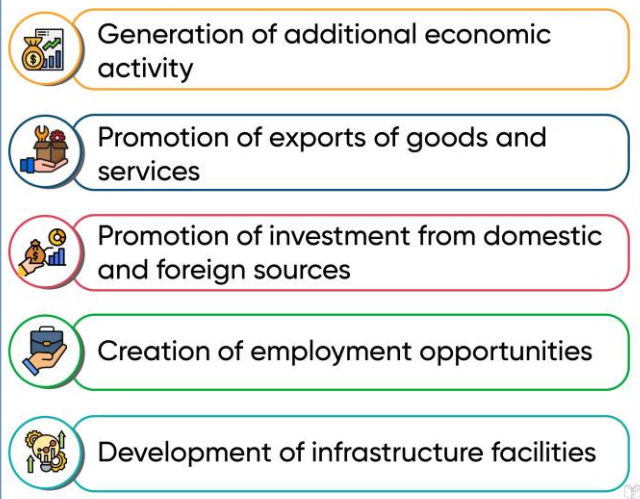 Generation of additional economic
activity
Promotion of exports of goods and
services
Promotion of investment from domestic
and foreign sources
Creation of employment opportunities
Development of infrastructure facilities